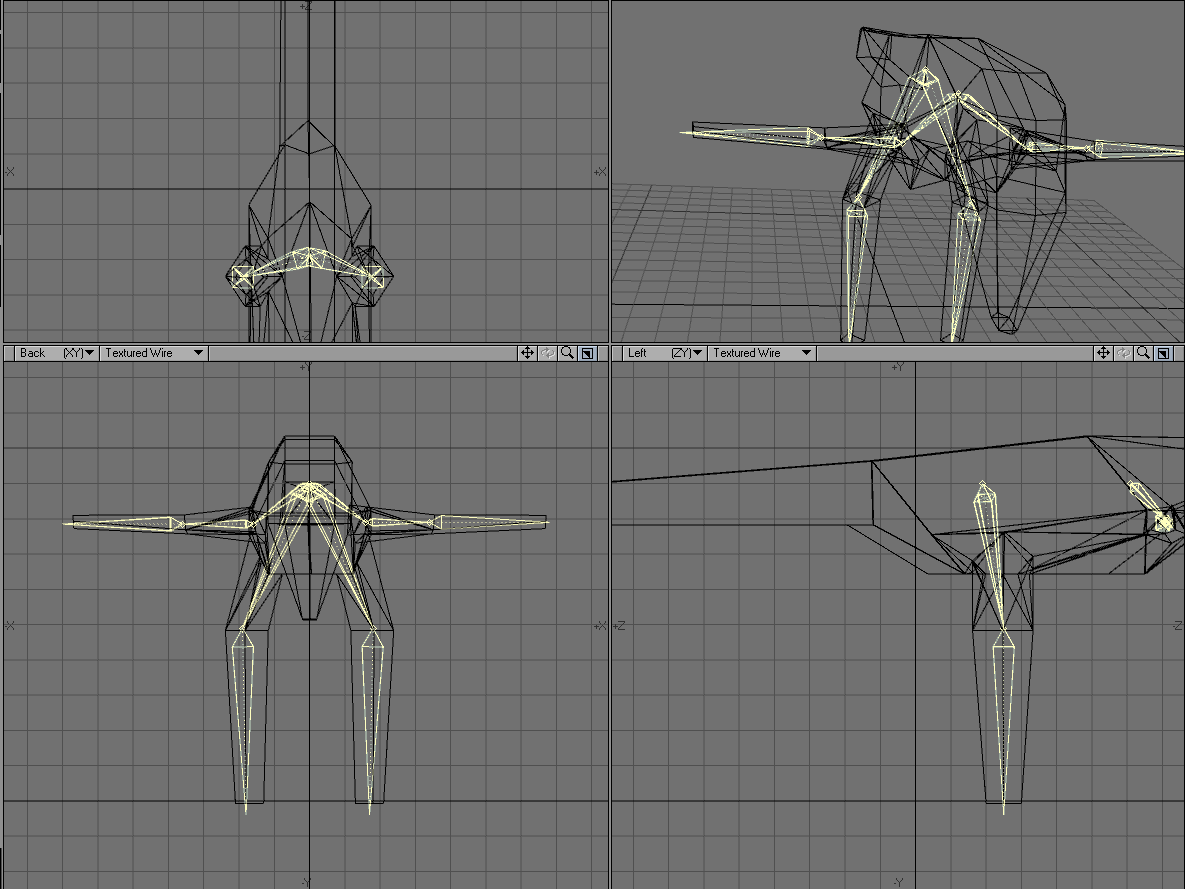 +Z
-X
+X
-Z
Back (XY) Textured Wire
Left (ZY) Textured Wire
+Y
+Y
-X
+X
+Z
-Z
-Y
-Y